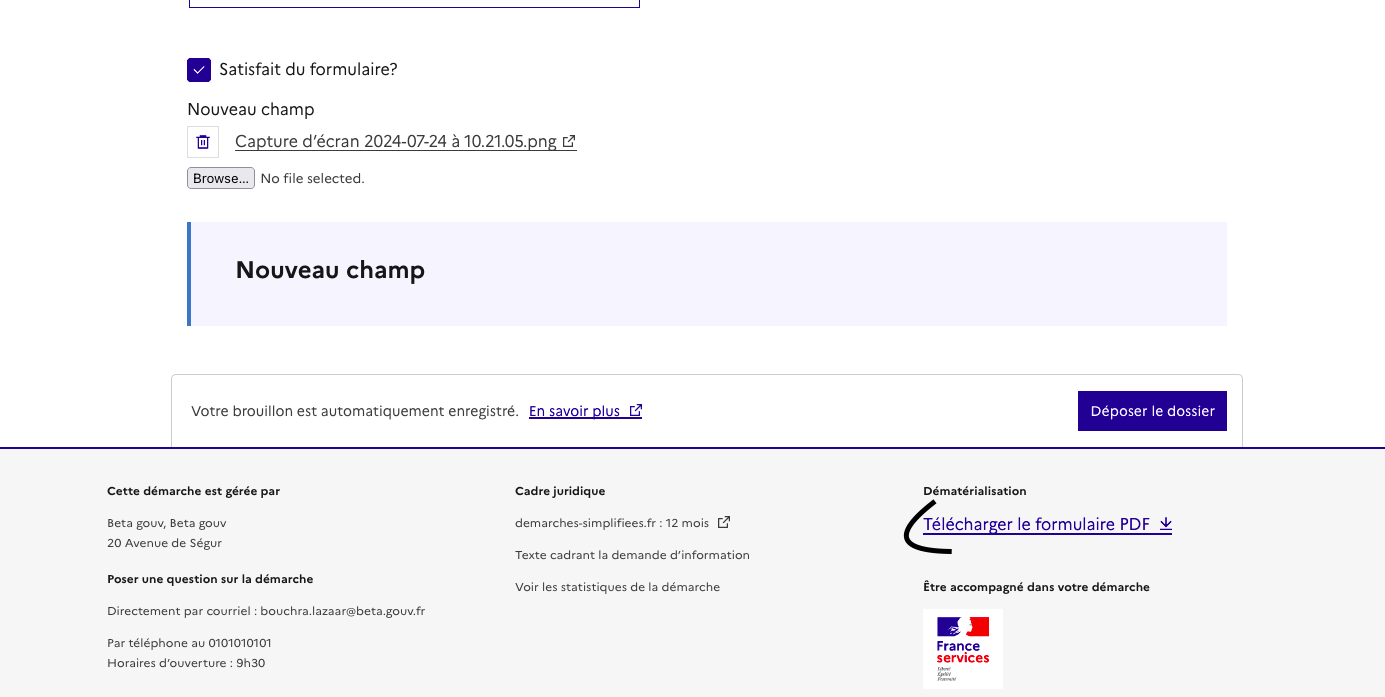 Satisfait du formulaire?
Nouveau champ
Capture d'écran 2024-07-24 à 10.21.05.png
Browse... No file selected.
Nouveau champ
Votre brouillon est automatiquement enregistré. En savoir plus
Déposer le dossier
Cette démarche est gérée par
Beta gouv, Beta gouv
20 Avenue de Ségur
Poser une question sur la démarche
Directement par courriel : bouchra.lazaar@beta.gouv.fr
Par téléphone au 0101010101
Horaires d'ouverture : 9h30
Cadre juridique
demarches-simplifiees.fr : 12 mois
Texte cadrant la demande d'information
Voir les statistiques de la démarche
Dématérialisation
Télécharger le formulaire PDF
Être accompagné dans votre démarche
France
services
Liberté
Égalité
Fraternité